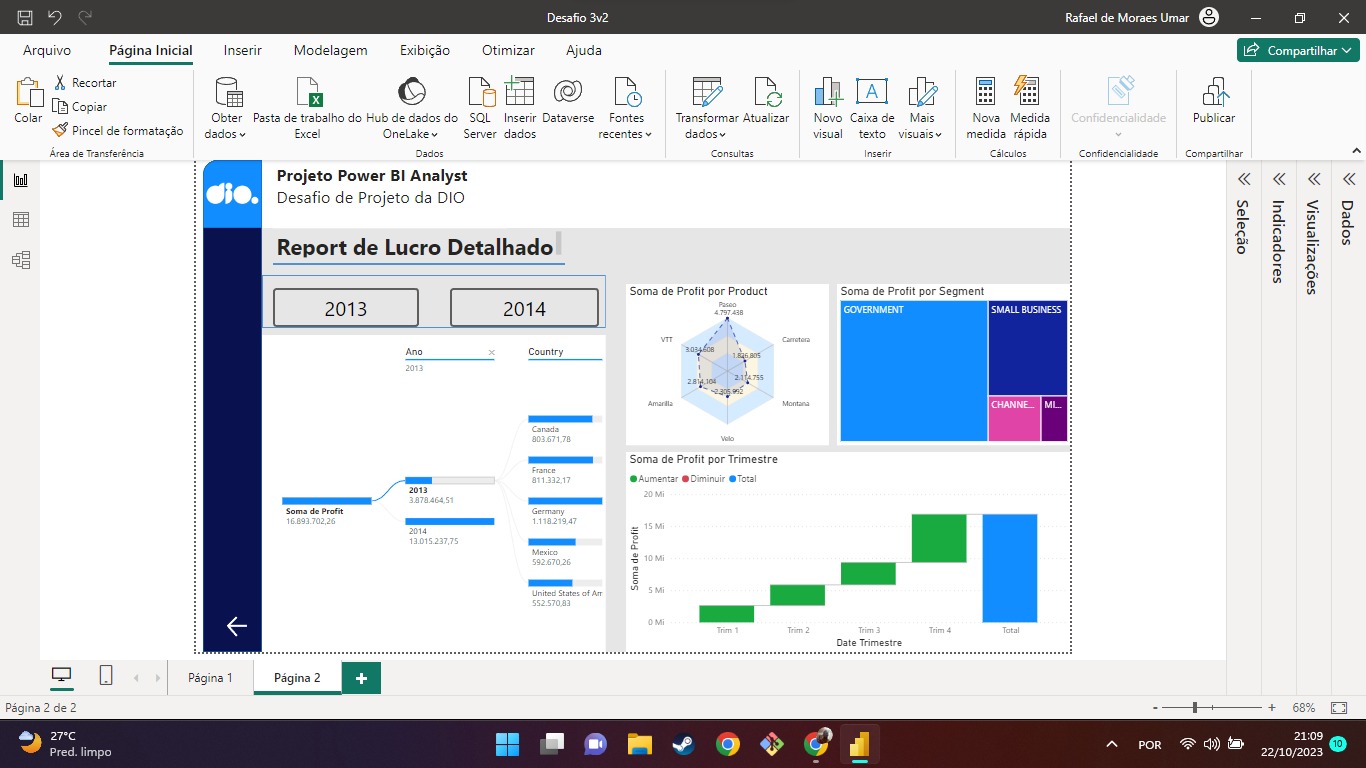 Desafio 3v2
Rafael de Moraes Umar
Arquivo
Página Inicial
Inserir
Modelagem
Exibição
Otimizar
Ajuda
Compartilhar
Colar
Recortar
Copiar
Pincel de formatação
Área de Transferência
Obter dados
Pasta de trabalho do Excel
Hub de dados do OneLake
SQL Server
Inserir dados
Dataverse
Fontes recentes
Dados
Transformar dados
Atualizar
Consultas
Novo visual
Caixa de texto
Mais visuais
Inserir
Nova medida
Medida rápida
Cálculos
Confidencialidade
Confidencialidade
Publicar
Compartilhar
dio.
Projeto Power BI Analyst
Desafio de Projeto da DIO
Report de Lucro Detalhado
2013
2014
Ano
2013
Country
Soma de Profit
16.893.702,26
2013
3.878.464,51
2014
13.015.237,75
Canada
803.671,78
France
811.332,17
Germany
1.118.219,47
Mexico
592.670,26
United States of Am
552.570,83
Soma de Profit por Product
Paseo
4.797.438
VTT
3.034.608
Carretera
1.826.805
2.814.104
2.114.755
2.305.992
Amarilla
Montana
Velo
Soma de Profit por Segment
GOVERNMENT
SMALL BUSINESS
CHANNE...
MI...
Soma de Profit por Trimestre
Aumentar
Diminuir
Total
20 Mi
15 Mi
10 Mi
5 Mi
0 Mi
Soma de Profit
Trim 1
Trim 2
Trim 3
Trim 4
Total
Date Trimestre
Seleção
Indicadores
Visualizações
Dados
Página 1
Página 2
Página 2 de 2
68%
27°C
Pred. limpo
POR
21:09
22/10/2023
10